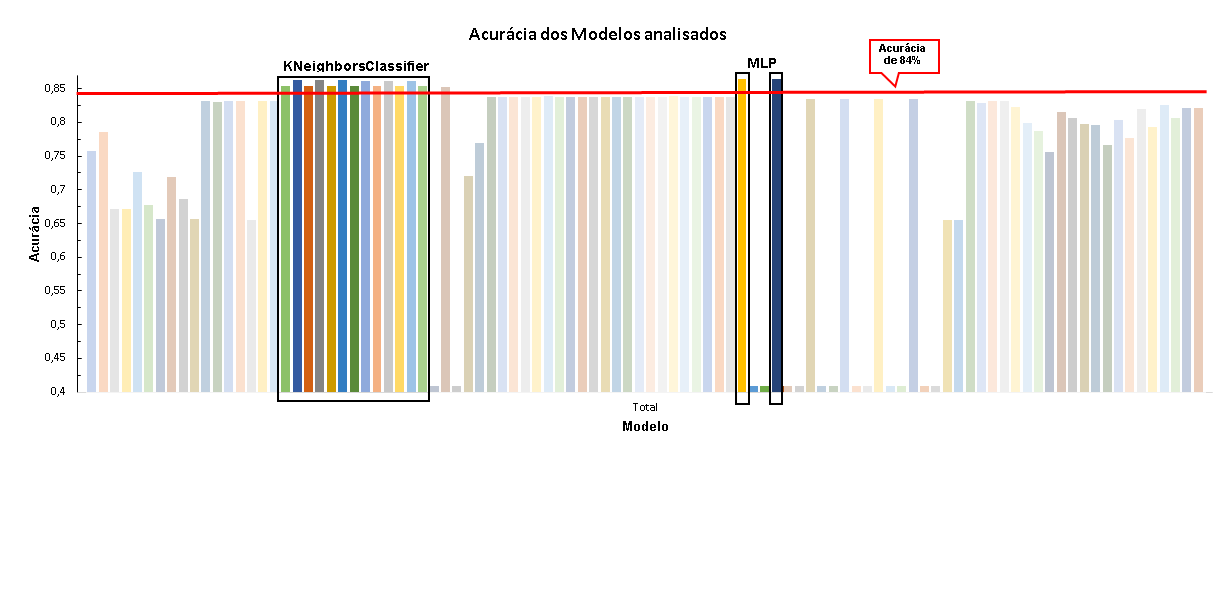 Acurácia dos Modelos analisados
Acurácia
de 84%
KNeighborsClassifier
MLP
0,85
0,8
0,75
0,7
0,65
0,6
0,55
0,5
0,45
0,4
Acurácia
Total
Modelo